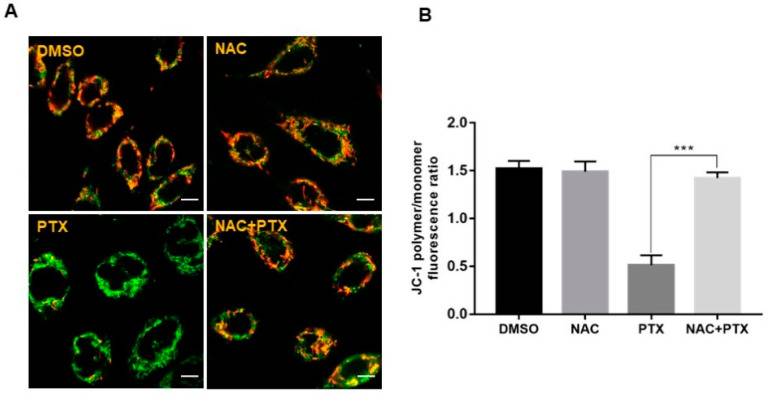 A
B
DMSO
NAC
PTX
NAC+PTX
JC-1 polymer/monomer
fluorescence ratio
2.0
1.5
1.0
0.5
0.0
***
DMSO
NAC
PTX
NAC+PTX